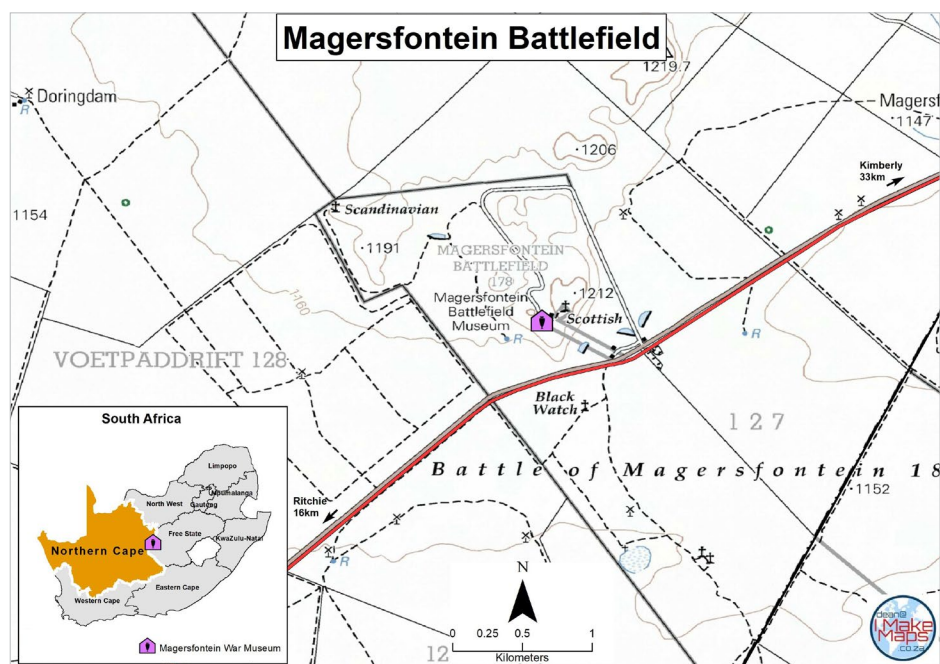 Magersfontein Battlefield
1219.7
Doringdam
R
Magersf
1147
1206
Kimberly
33km
1154
Scandinavian
1191
MAGERSFONTEIN
BATTLEFIELD
178
1160
Magersfontein
Battlefield
Museum
1212
Scottish
R
R
VOETPADDRIFT 128
Black
Watch
127
Battle of Magersfontein 18
1152
Ritchie
16km
R
South Africa
Limpopo
North West
Mpumalanga
Gauteng
Free State
KwaZulu-Natal
Northern Cape
Eastern Cape
Western Cape
Magersfontein War Museum
N
0 0.25 0.5 1
Kilometers
12
dean@
I Make
Maps
.co.za